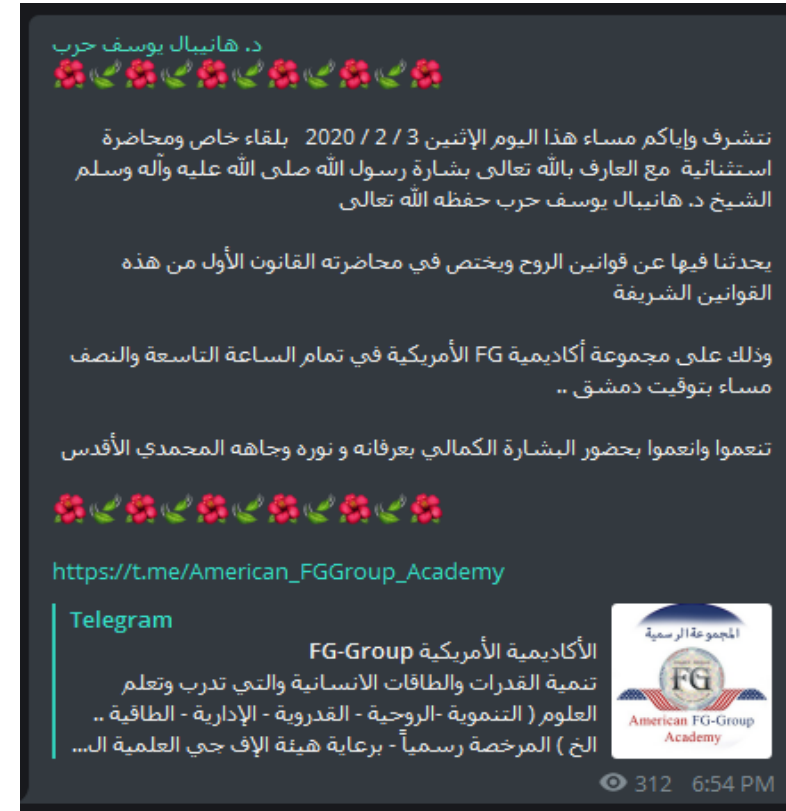 د. هانيبال يوسف حرب
🌺🌿🌺🌿🌺🌿🌺🌿🌺🌿🌺
نتشرف وإياكم مساء هذا اليوم الإثنين 3 / 2 / 2020 بلقاء خاص ومحاضرة
استثنائية مع العارف بالله تعالى بشارة رسول الله صلى الله عليه وآله وسلم
الشيخ د. هانيبال يوسف حرب حفظه الله تعالى
يحدثنا فيها عن قوانين الروح ويختص في محاضرته القانون الأول من هذه
القوانين الشريفة
وذلك على مجموعة أكاديمية FG الأمريكية في تمام الساعة التاسعة والنصف
مساء بتوقيت دمشق ..
تنعموا وانعموا بحضور البشارة الكمالي بعرفانه و نوره وجاهه المحمدي الأقدس
🌺🌿🌺🌿🌺🌿🌺🌿🌺🌿🌺
https://t.me/American_FGGroup_Academy
Telegram
الأكاديمية الأمريكية FG-Group
تنمية القدرات والطاقات الانسانية والتي تدرب وتعلم
العلوم ( التنموية -الروحية - القدروية - الإدارية - الطاقية ..
الخ ) المرخصة رسمياً - برعاية هيئة الإف جي العلمية ال...
المجموعة الرسمية
FG
American FG-Group
Academy
312 6:54 PM